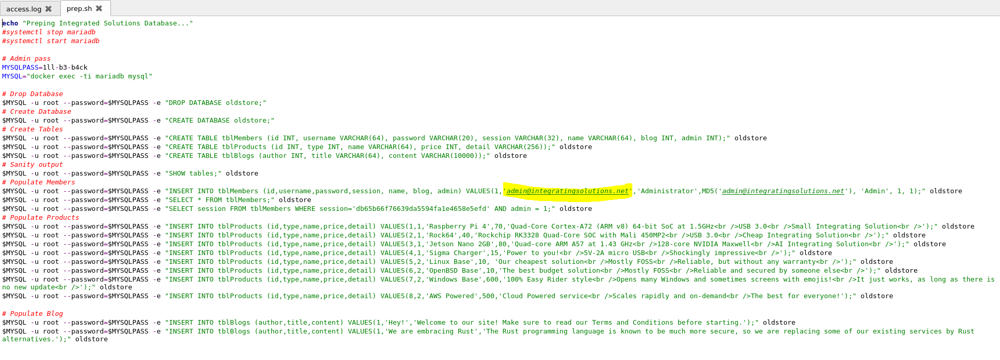 access.log
prep.sh
echo "Preping Integrated Solutions Database..."
#systemctl stop mariadb
#systemctl start mariadb
# Admin pass
MYSQLPASS=1ll-b3-b4ck
MYSQL="docker exec -ti mariadb mysql"
# Drop Database
$MYSQL -u root --password=$MYSQLPASS -e "DROP DATABASE oldstore;"
# Create Database
$MYSQL -u root --password=$MYSQLPASS -e "CREATE DATABASE oldstore;"
# Create Tables
$MYSQL -u root --password=$MYSQLPASS -e "CREATE TABLE tblMembers (id INT, username VARCHAR(64), password VARCHAR(20), session VARCHAR(32), name VARCHAR(64), blog INT, admin INT);" oldstore
$MYSQL -u root --password=$MYSQLPASS -e "CREATE TABLE tblProducts (id INT, type INT, name VARCHAR(64), price INT, detail VARCHAR(256));" oldstore
$MYSQL -u root --password=$MYSQLPASS -e "CREATE TABLE tblBlogs (author INT, title VARCHAR(64), content VARCHAR(10000));" oldstore
# Sanity output
$MYSQL -u root --password=$MYSQLPASS -e "SHOW tables;" oldstore
# Populate Members
$MYSQL -u root --password=$MYSQLPASS -e "INSERT INTO tblMembers (id,username,password,session, name, blog, admin) VALUES(1,'admin@integratingsolutions.net','Administrator',MD5('admin@integratingsolutions.net'), 'Admin', 1, 1);" oldstore
$MYSQL -u root --password=$MYSQLPASS -e "SELECT * FROM tblMembers;" oldstore
$MYSQL -u root --password=$MYSQLPASS -e "SELECT session FROM tblMembers WHERE session='db65b66f76639da5594fa1e4658e5efd' AND admin = 1;" oldstore
# Populate Products
$MYSQL -u root --password=$MYSQLPASS -e "INSERT INTO tblProducts (id,type,name,price,detail) VALUES(1,1,'Raspberry Pi 4',70,'Quad-Core Cortex-A72 (ARM v8) 64-bit SoC at 1.5GHz<br />USB 3.0<br />Small Integrating Solution<br />');" oldstore
$MYSQL -u root --password=$MYSQLPASS -e "INSERT INTO tblProducts (id,type,name,price,detail) VALUES(2,1,'Rock64',40,'Rockchip RK3328 Quad-Core SOC with Mali 450MP2<br />USB 3.0<br />Cheap Integrating Solution<br />');" oldstore
$MYSQL -u root --password=$MYSQLPASS -e "INSERT INTO tblProducts (id,type,name,price,detail) VALUES(3,1,'Jetson Nano 2GB',80,'Quad-core ARM A57 at 1.43 GHz<br />128-core NVIDIA Maxwell<br />AI Integrating Solution<br />');" oldstore
$MYSQL -u root --password=$MYSQLPASS -e "INSERT INTO tblProducts (id,type,name,price,detail) VALUES(4,1,'Sigma Charger',15,'Power to you!<br />5V-2A micro USB<br />Shockingly impressive<br />');" oldstore
$MYSQL -u root --password=$MYSQLPASS -e "INSERT INTO tblProducts (id,type,name,price,detail) VALUES(5,2,'Linux Base',10, 'Our cheapest solution<br />Mostly FOSS<br />Reliable, but without any warranty<br />');" oldstore
$MYSQL -u root --password=$MYSQLPASS -e "INSERT INTO tblProducts (id,type,name,price,detail) VALUES(6,2,'OpenBSD Base',10,'The best budget solution<br />Mostly FOSS<br />Reliable and secured by someone else<br />');" oldstore
$MYSQL -u root --password=$MYSQLPASS -e "INSERT INTO tblProducts (id,type,name,price,detail) VALUES(7,2,'Windows Base',600,'100% Easy Rider style<br />Opens many Windows and sometimes screens with emojis!<br />It just works, as long as there is
no new update<br />');" oldstore
$MYSQL -u root --password=$MYSQLPASS -e "INSERT INTO tblProducts (id,type,name,price,detail) VALUES(8,2,'AWS Powered',500,'Cloud Powered service<br />Scales rapidly and on-demand<br />The best for everyone!');" oldstore
# Populate Blog
$MYSQL -u root --password=$MYSQLPASS -e "INSERT INTO tblBlogs (author,title,content) VALUES(1,'Hey!','Welcome to our site! Make sure to read our Terms and Conditions before starting.');" oldstore
$MYSQL -u root --password=$MYSQLPASS -e "INSERT INTO tblBlogs (author,title,content) VALUES(1,'We are embracing Rust','The Rust programming language is known to be much more secure, so we are replacing some of our existing services by Rust
alternatives.');" oldstore